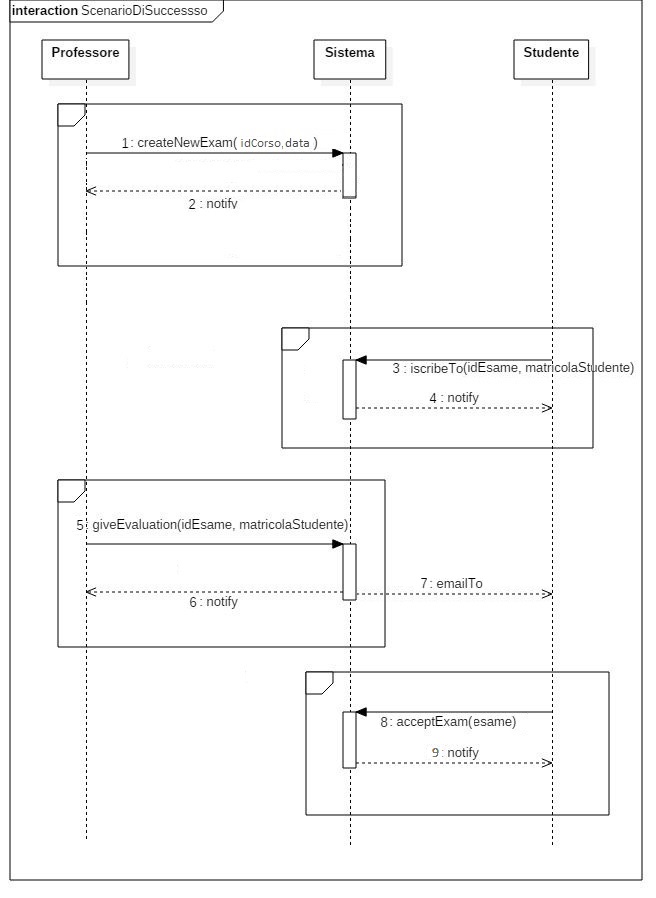 interaction ScenarioDiSuccessso
Professore
Sistema
Studente
1: createNewExam( idCorso,data )
2 : notify
3 : iscribeTo(idEsame, matricolaStudente)
4 : notify
5: giveEvaluation(idEsame, matricolaStudente)
7: emailTo
6 : notify
8: acceptExam(esame)
9: notify